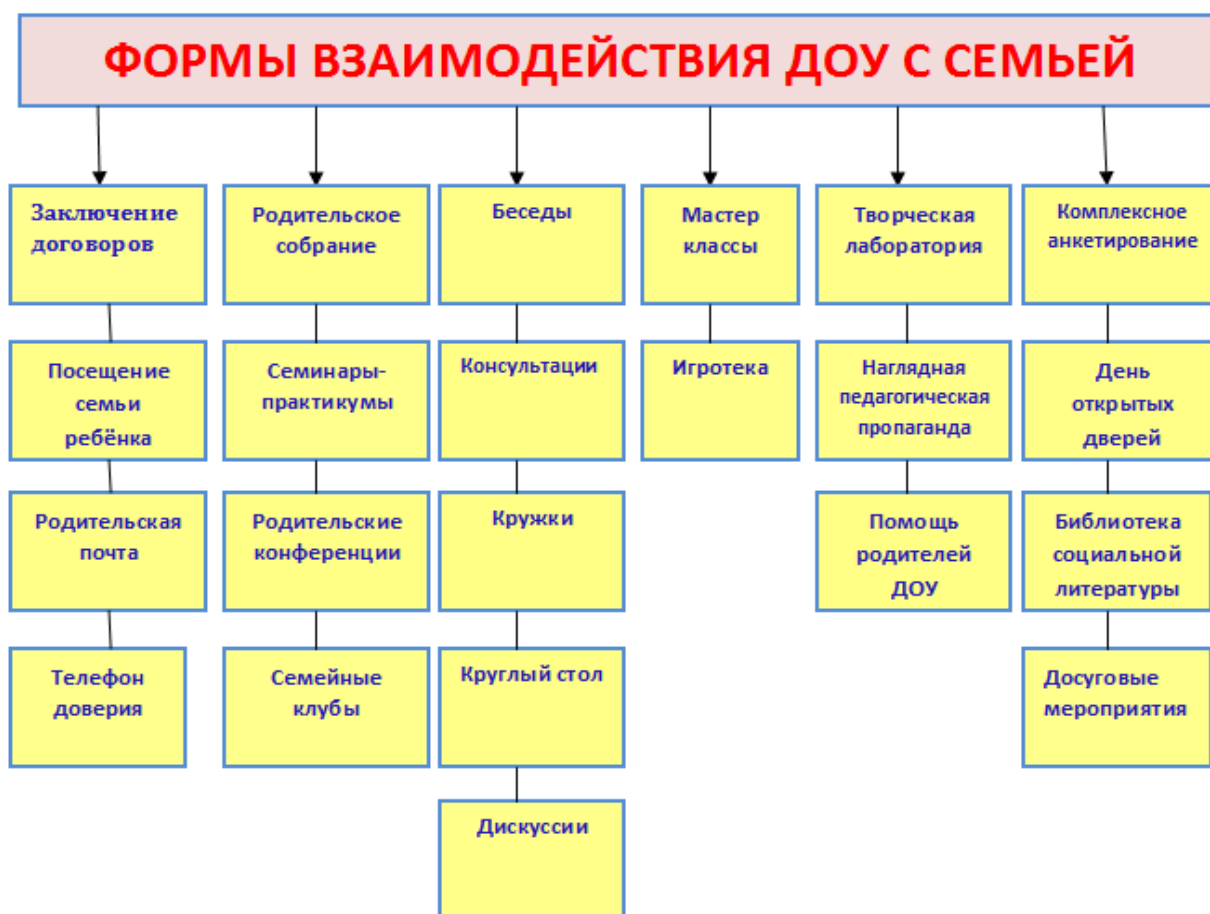 ФОРМЫ ВЗАИМОДЕЙСТВИЯ ДОУ С СЕМЬЕЙ
Заключение
договоров
Родительское
собрание
Беседы
Мастер
классы
Творческая
лаборатория
Комплексное
анкетирование
Посещение
семьи
ребёнка
Семинары-
практикумы
Консультации
Игротека
Наглядная
педагогическая
пропаганда
День
открытых
дверей
Родительская
почта
Родительские
конференции
Кружки
Помощь
родителей
ДОУ
Библиотека
социальной
литературы
Телефон
доверия
Семейные
клубы
Круглый стол
Досуговые
мероприятия
Дискуссии